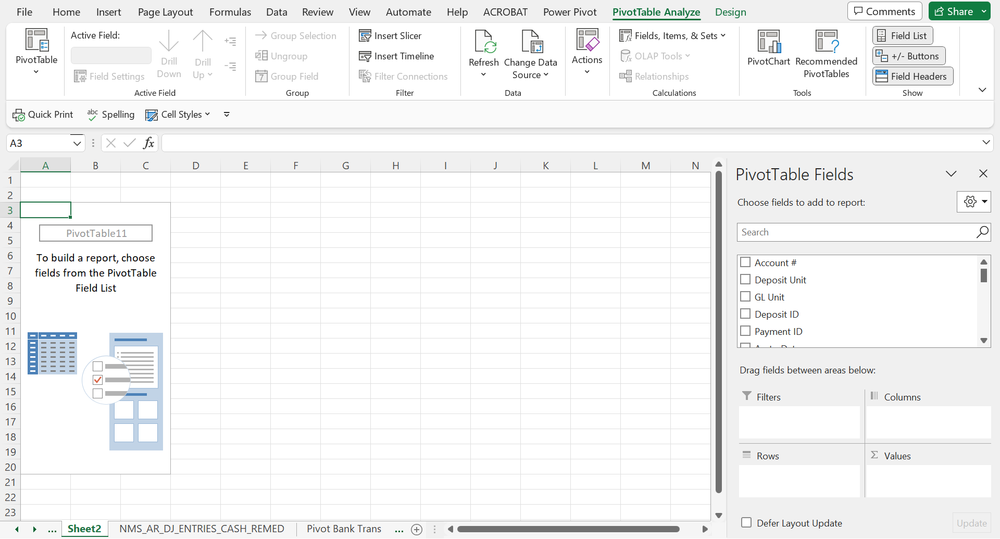 File Home Insert Page Layout Formulas Data Review View Automate Help ACROBAT Power Pivot PivotTable Analyze Design Comments Share
PivotTable
Active Field:
Field Settings
Drill Down
Drill Up
Active Field
Group Selection
Ungroup
7 Group Field
Group
Insert Slicer
Insert Timeline
Filter Connections
Filter
Refresh
Change Data Source
Data
Actions
Fields, Items, & Sets
OLAP Tools
Relationships
Calculations
PivotChart
Recommended PivotTables
Tools
Field List
+/- Buttons
Field Headers
Show
Quick Print abc Spelling Cell Styles
A3 fx
A B C D E F G H I J K L M N
1
2
3
4
5
6
7
8
9
10
11
12
13
14
15
16
17
18
19
20
21
22
23
PivotTable11
To build a report, choose
fields from the PivotTable
Field List
PivotTable Fields
Choose fields to add to report:
Search
Account #
Deposit Unit
GL Unit
Deposit ID
Payment ID
Drag fields between areas below:
Filters
Columns
Rows
Σ Values
Defer Layout Update Update
... Sheet2 NMS_AR_DJ_ENTRIES_CASH_REMED Pivot Bank Trans ...